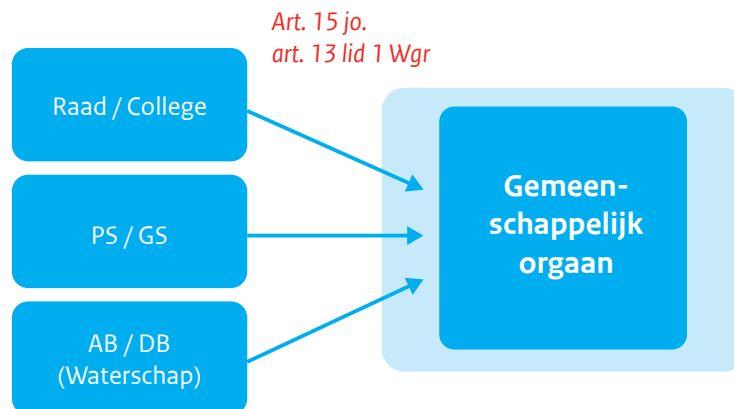 Art. 15 jo.
art. 13 lid 1 Wgr
Raad / College
PS / GS
AB / DB
(Waterschap)
Gemeen-
schappelijk
orgaan